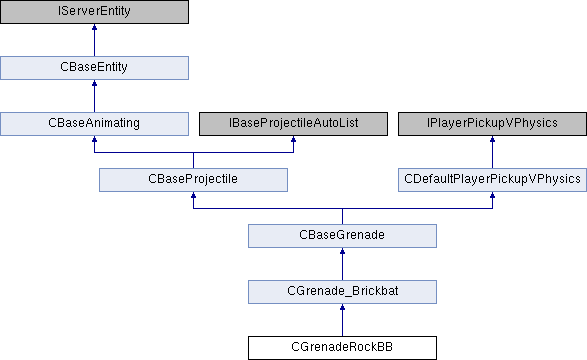 IServerEntity
CBaseEntity
CBaseAnimating
IBaseProjectileAutoList
IPlayerPickupVPhysics
CBaseProjectile
CDefaultPlayerPickupVPhysics
CBaseGrenade
CGrenade_Brickbat
CGrenadeRockBB